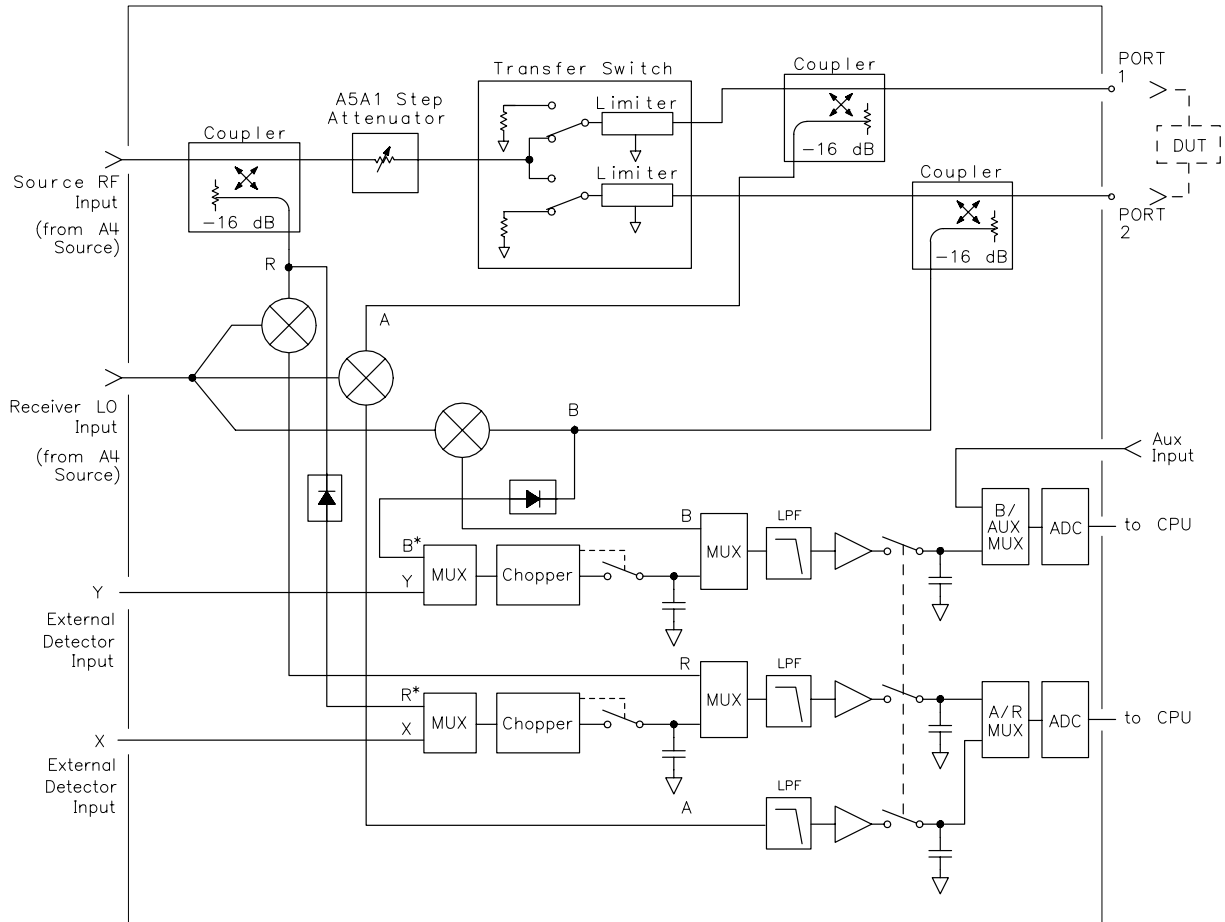 Transfer Switch
Coupler
PORT
1
A5A1 Step
Attenuator
Limiter
Coupler
-16 dB
DUT
Source RF
Input
(from A4
Source)
-16 dB
Limiter
Coupler
PORT
2
-16 dB
R
A
Receiver LO
Input
(from A4
Source)
B
Aux
Input
B
LPF
B/
AUX
MUX
ADC
to CPU
B*
Y
MUX
Chopper
MUX
Y
External
Detector
Input
R
LPF
R*
X
MUX
Chopper
MUX
A/R
MUX
ADC
to CPU
X
External
Detector
Input
A
LPF